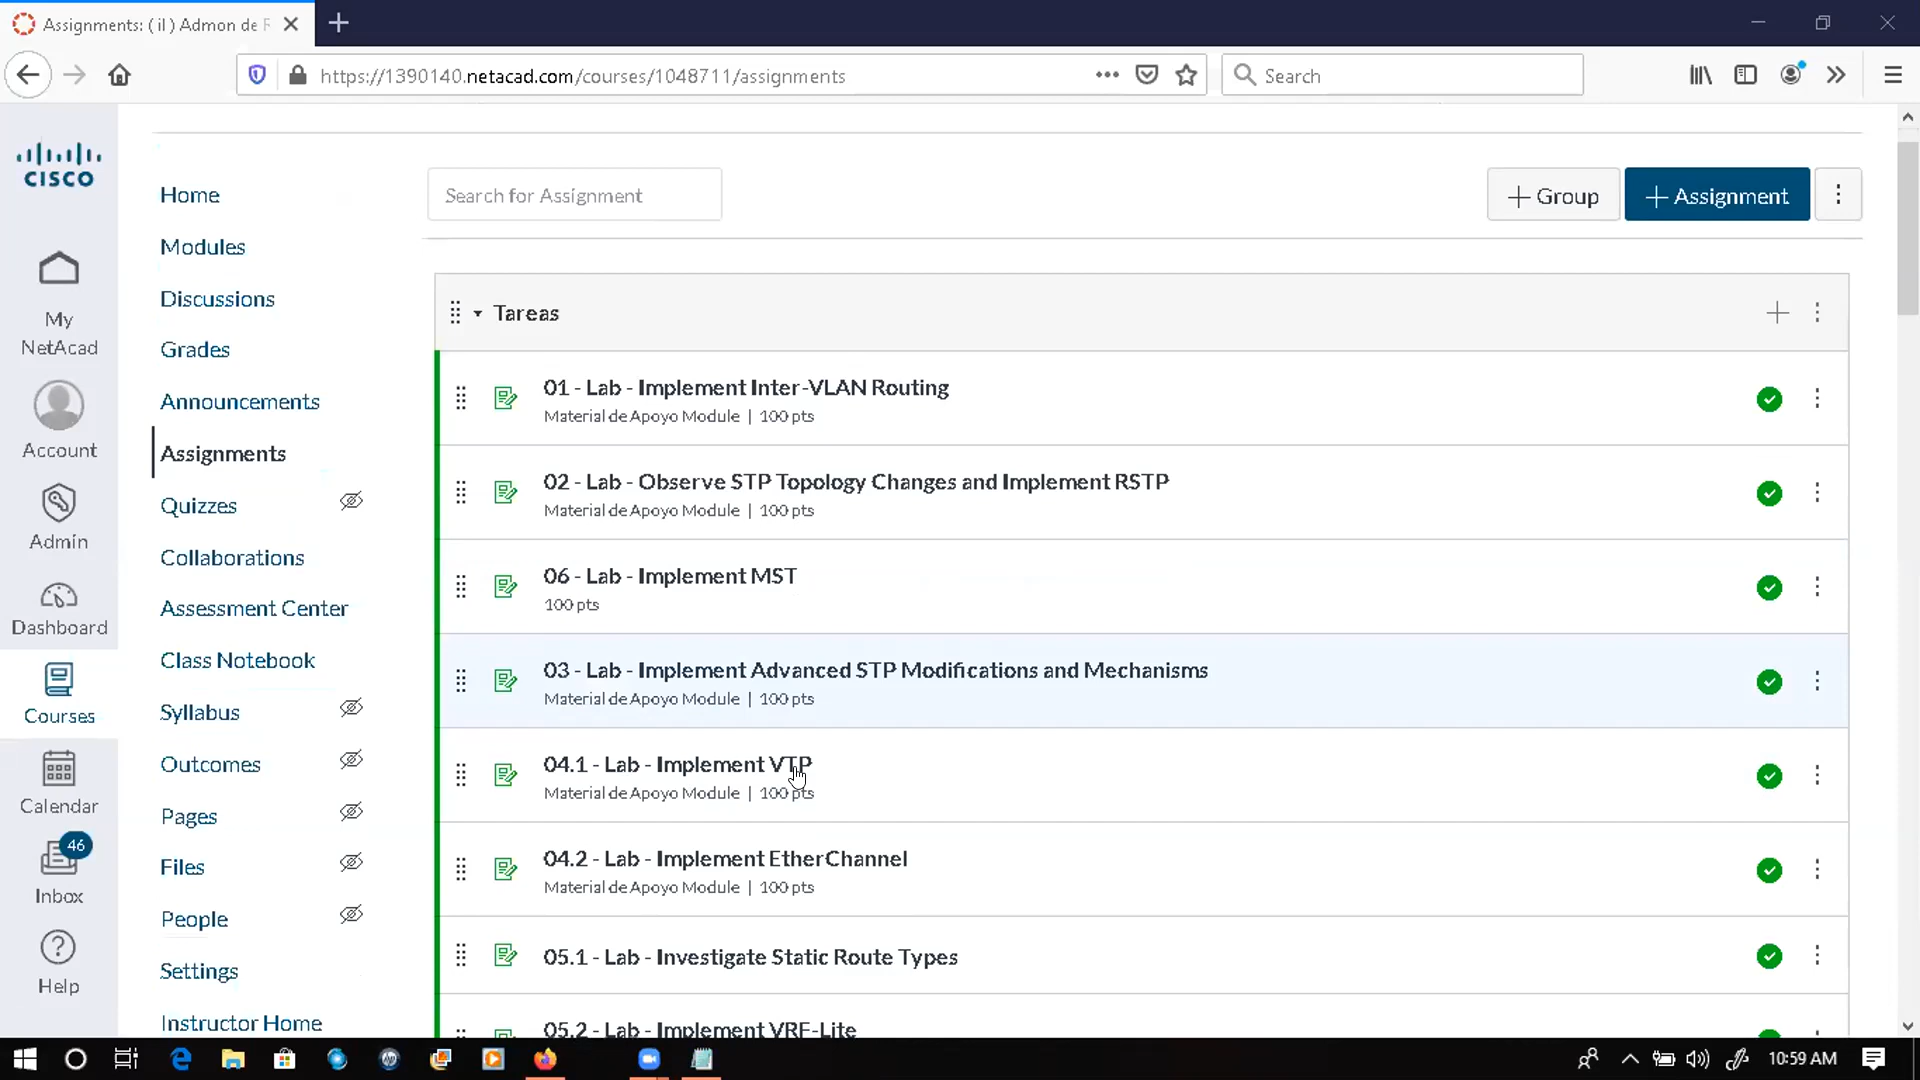 Assignments: ( il ) Admon de R
https://1390140.netacad.com/courses/1048711/assignments
Search
CISCO
My
NetAcad
Account
Admin
Dashboard
Courses
Calendar
46
Inbox
Help
Home
Modules
Discussions
Grades
Announcements
Assignments
Quizzes
Collaborations
Assessment Center
Class Notebook
Syllabus
Outcomes
Pages
Files
People
Settings
Instructor Home
Search for Assignment
+ Group
+ Assignment
Tareas
01 - Lab - Implement Inter-VLAN Routing
Material de Apoyo Module | 100 pts
02 - Lab - Observe STP Topology Changes and Implement RSTP
Material de Apoyo Module | 100 pts
06 - Lab - Implement MST
100 pts
03 - Lab - Implement Advanced STP Modifications and Mechanisms
Material de Apoyo Module | 100 pts
04.1 - Lab - Implement VTP
Material de Apoyo Module | 100 pts
04.2 - Lab - Implement EtherChannel
Material de Apoyo Module | 100 pts
05.1 - Lab - Investigate Static Route Types
05.2 - Lab - Implement VRF-Lite
10:59 AM